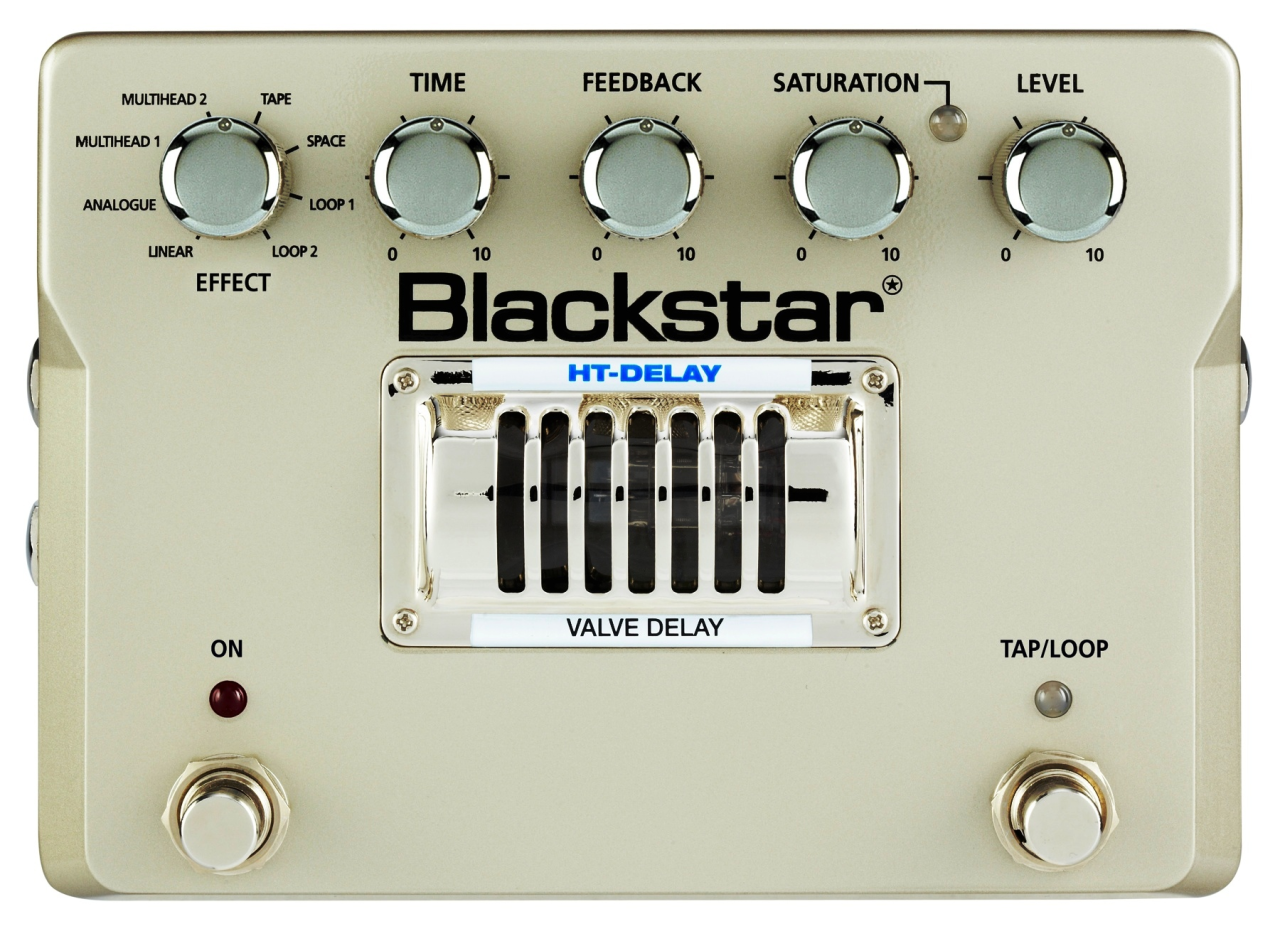 TIME FEEDBACK SATURATION LEVEL
MULTIHEAD 2 TAPE
MULTIHEAD 1 SPACE
ANALOGUE LOOP 1
LINEAR LOOP 2
0 10 0 10 0 10 0 10
EFFECT
Blackstar
HT-DELAY
VALVE DELAY
ON TAP/LOOP